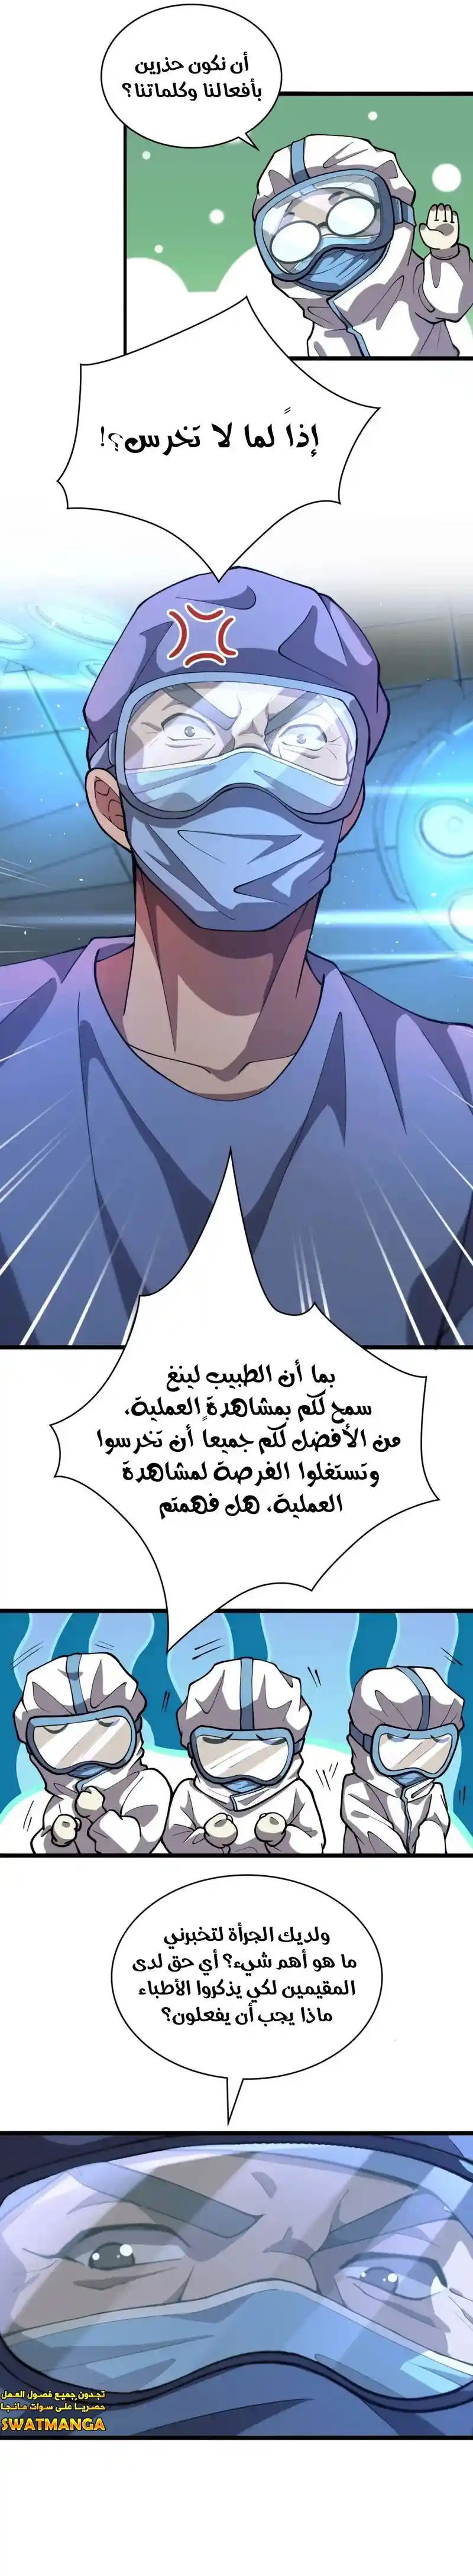 أن نكون حذرين
بأفعالنا وكلماتنا؟
إذاً لما لا تخرس؟!
بما أن الطبيب لينغ
سمح لكم بمشاهدة العملية،
من الأفضل لكم جميعاً أن تخرسوا
وتستغلوا الفرصة لمشاهدة
العملية، هل فهمتم
ولديك الجرأة لتخبرني
ما هو أهم شيء؟ أي حق لدى
المقيمين لكي يذكروا الأطباء
ماذا يجب أن يفعلون؟
تجدون جميع فصول العمل
حصريا على سوات مانجا
SWATMANGA